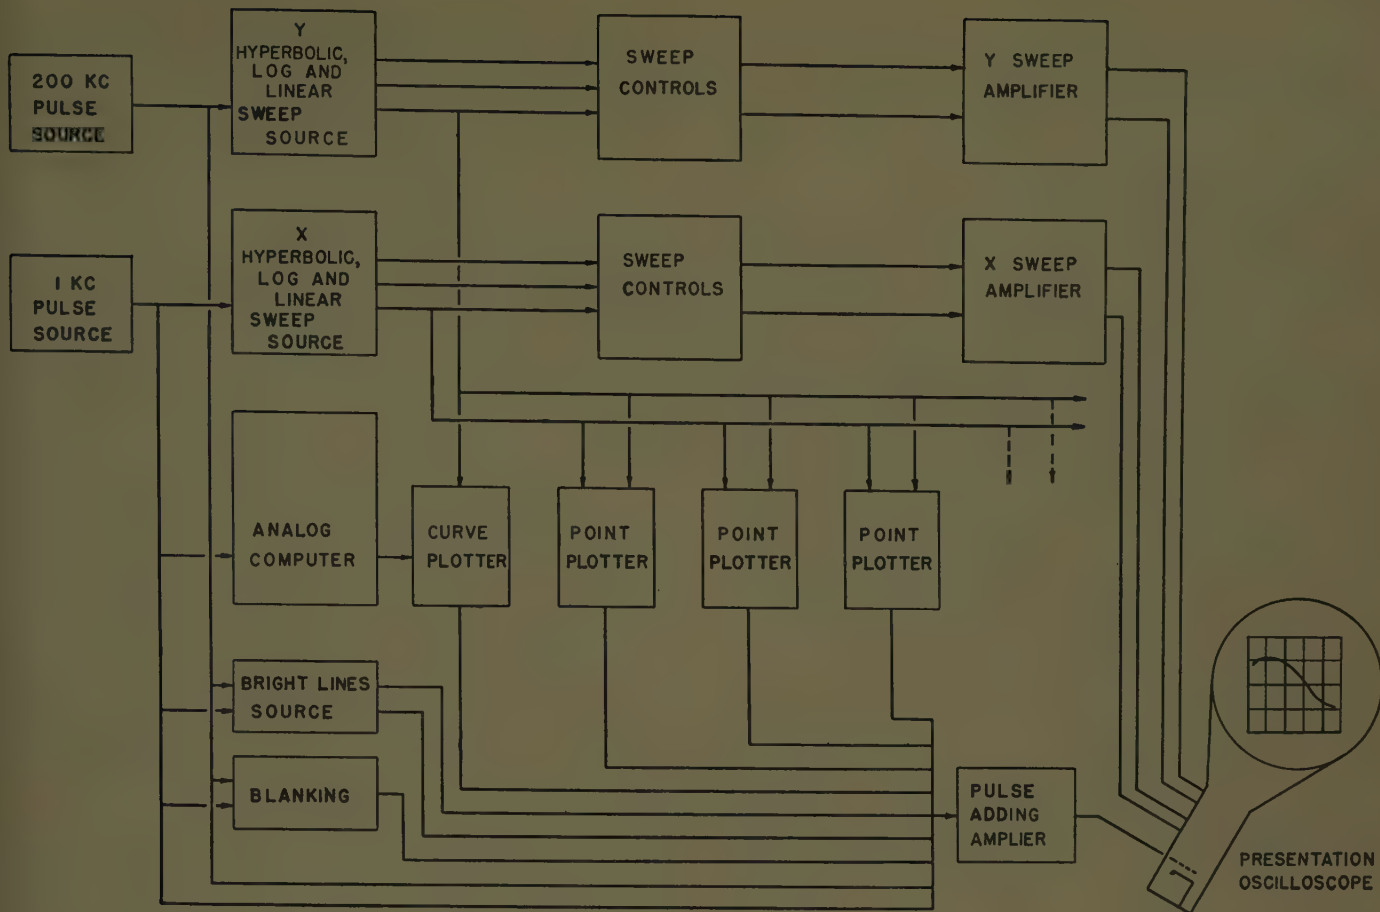 200 KC
PULSE
SOURCE
Y
HYPERBOLIC,
LOG AND
LINEAR
SWEEP
SOURCE
SWEEP
CONTROLS
Y SWEEP
AMPLIFIER
1 KC
PULSE
SOURCE
X
HYPERBOLIC,
LOG AND
LINEAR
SWEEP
SOURCE
SWEEP
CONTROLS
X SWEEP
AMPLIFIER
ANALOG
COMPUTER
CURVE
PLOTTER
POINT
PLOTTER
POINT
PLOTTER
POINT
PLOTTER
BRIGHT LINES
SOURCE
BLANKING
PULSE
ADDING
AMPLIER
PRESENTATION
OSCILLOSCOPE